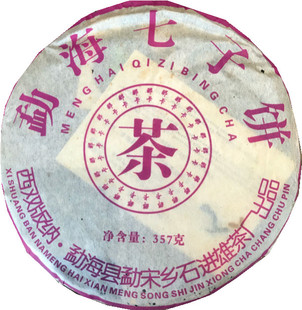 勐海七子饼
MENG HAI QIZI BING CHA
茶
净含量：357克
西双版纳·勐海县勐宋乡石进雄茶厂出品
XI SHUANG BAN NA MENG HAI XIAN MENG SONG SHI JIN XIONG CHA CHANG CHU PIN